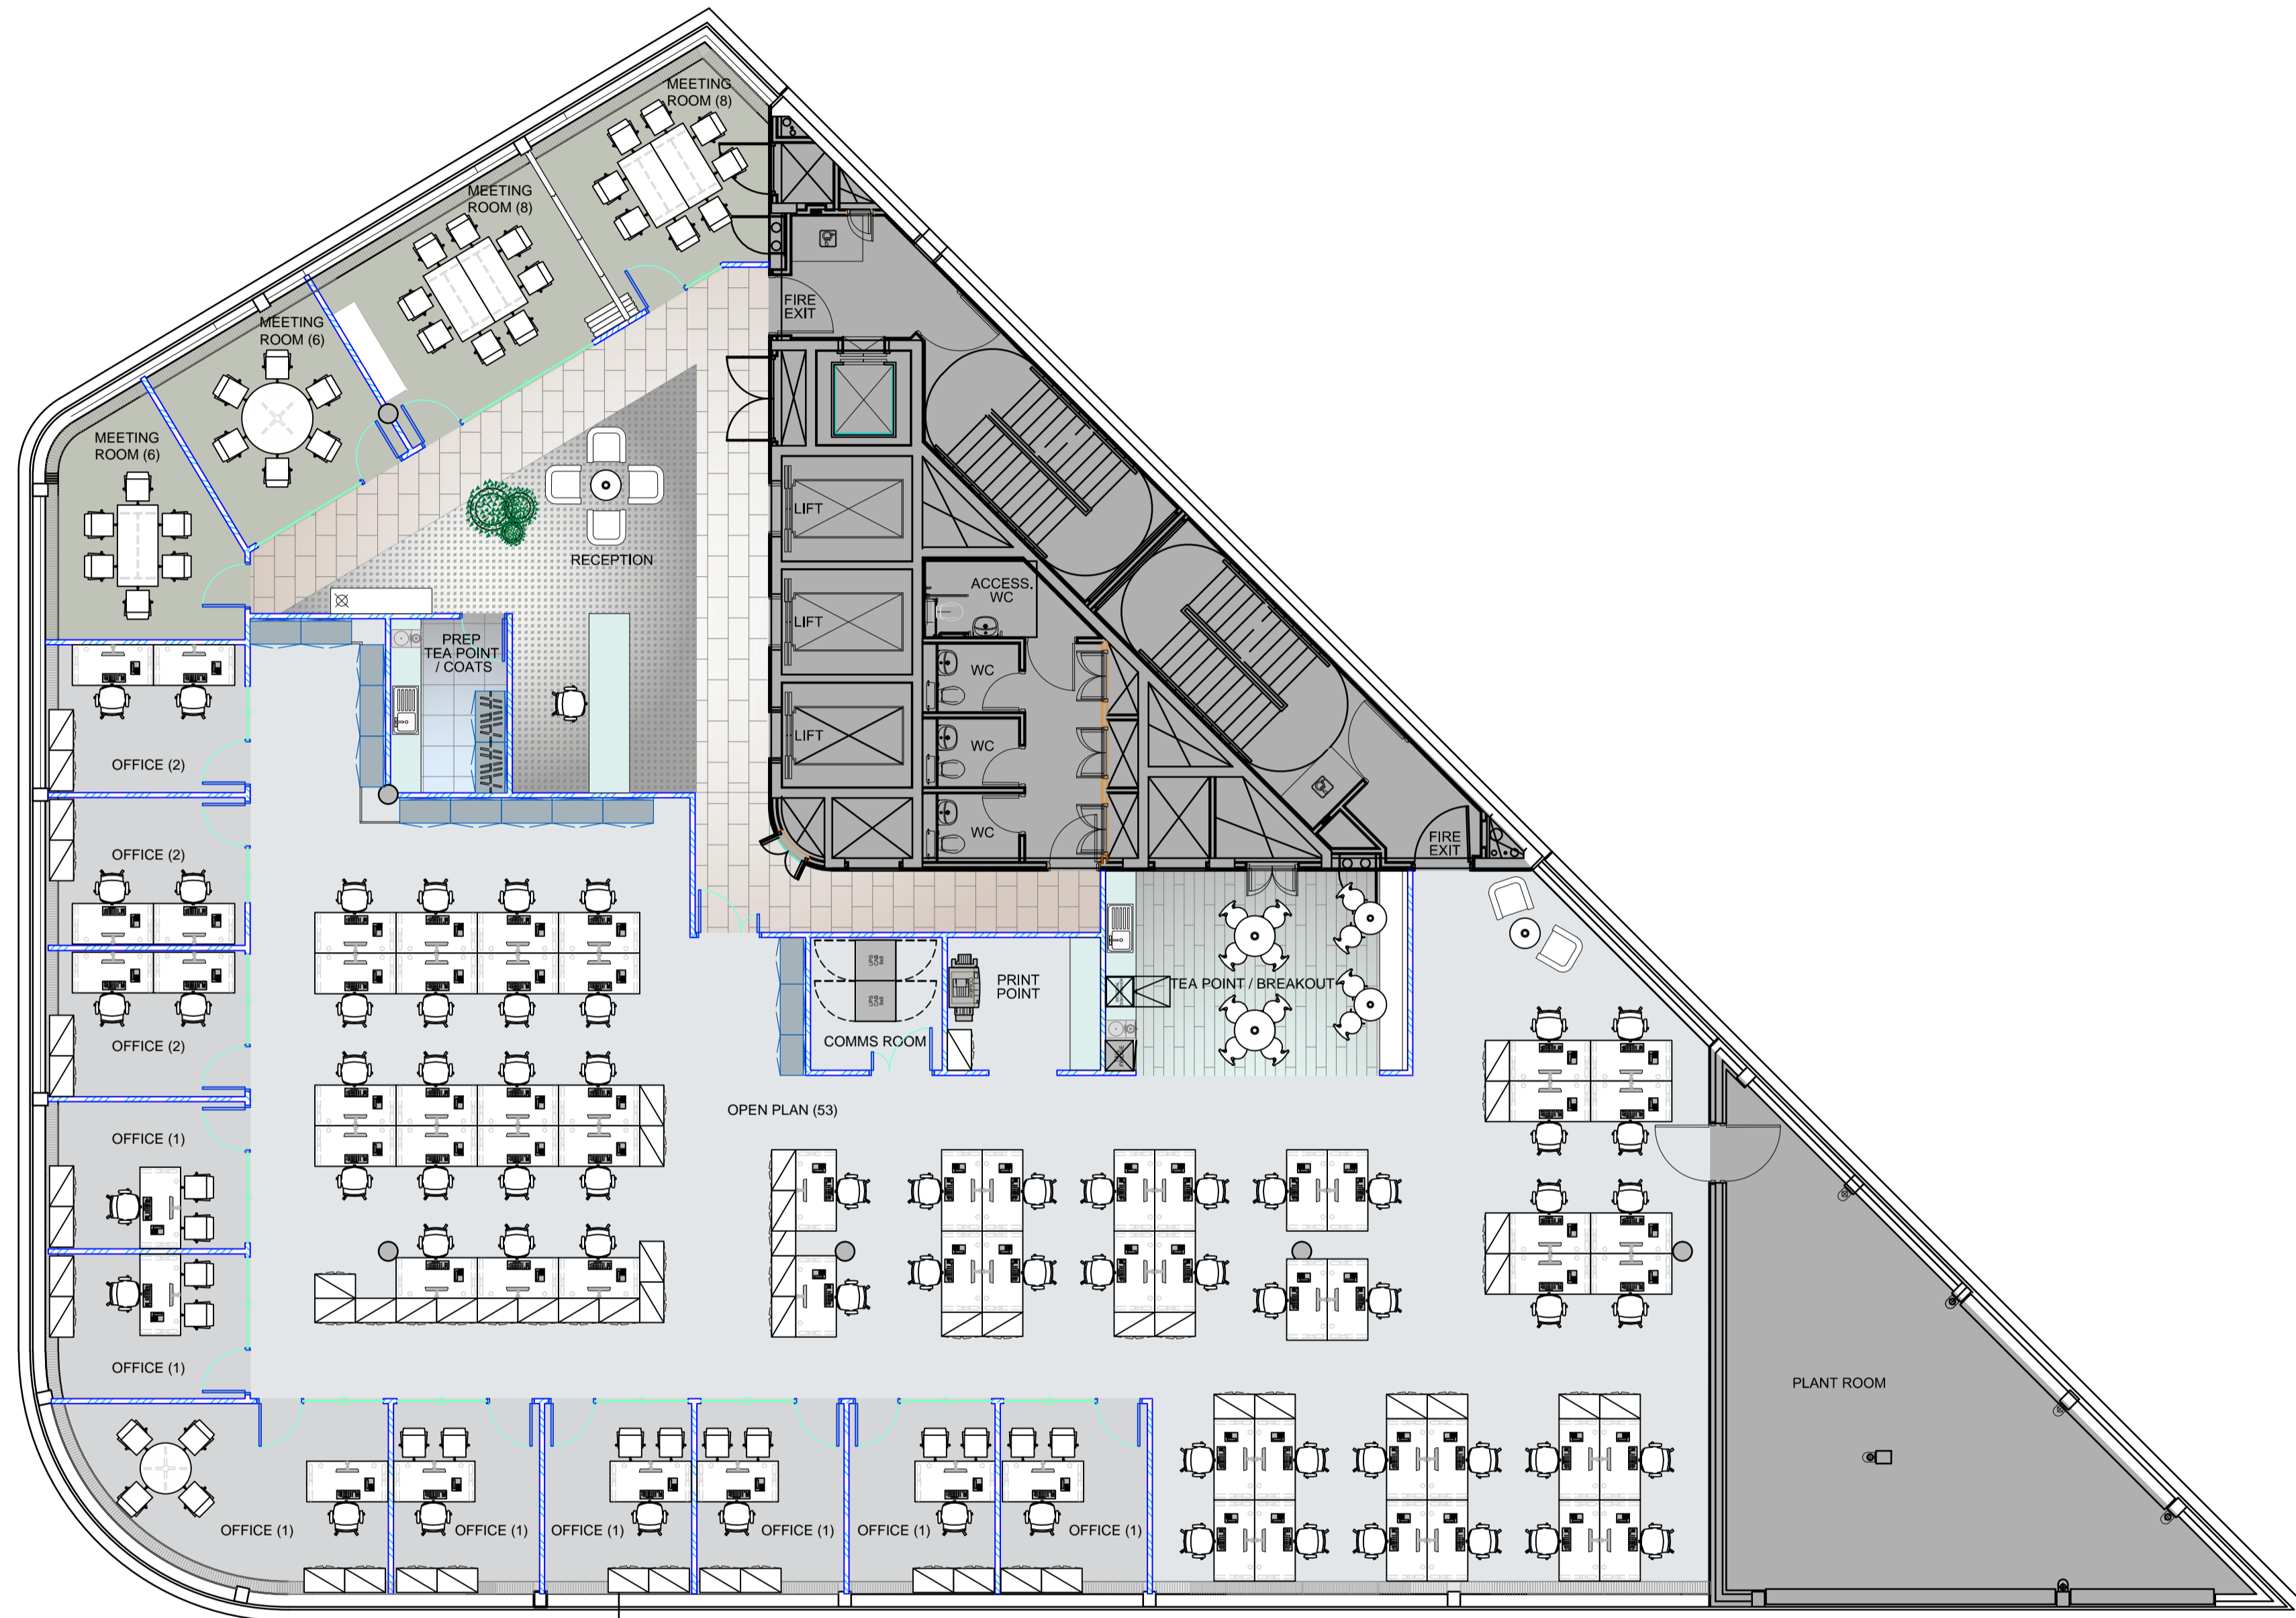 MEETING
ROOM (8)
MEETING
ROOM (8)
MEETING
ROOM (6)
MEETING
ROOM (6)
FIRE
EXIT
LIFT
RECEPTION
LIFT
ACCESS.
WC
PREP
TEA POINT
/ COATS
WC
LIFT
WC
OFFICE (2)
WC
FIRE
EXIT
OFFICE (2)
PRINT
POINT
TEA POINT / BREAKOUT
COMMS ROOM
OFFICE (2)
OPEN PLAN (53)
OFFICE (1)
OFFICE (1)
PLANT ROOM
OFFICE (1)
OFFICE (1)
OFFICE (1)
OFFICE (1)
OFFICE (1)
OFFICE (1)